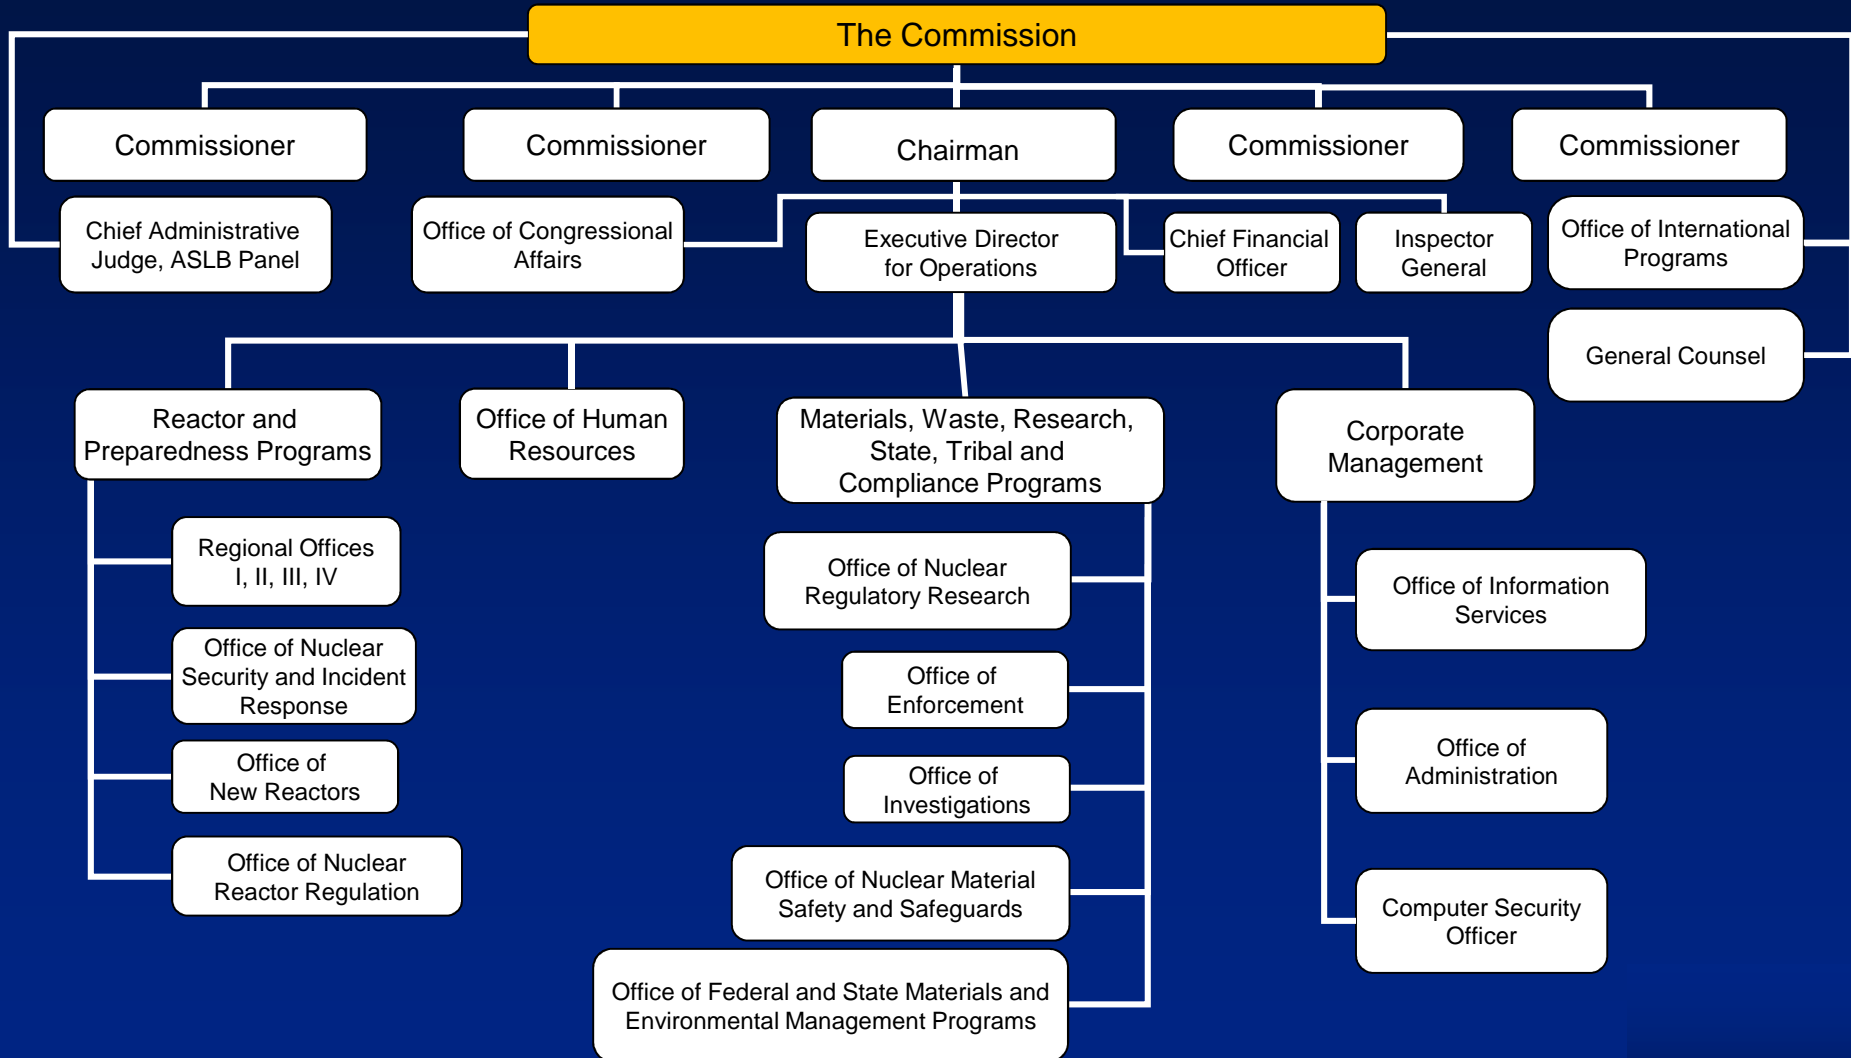 The Commission
Commissioner
Commissioner
Chairman
Commissioner
Commissioner
Chief Administrative
Judge, ASLB Panel
Office of Congressional
Affairs
Executive Director
for Operations
Chief Financial
Officer
Inspector
General
Office of International
Programs
General Counsel
Reactor and
Preparedness Programs
Office of Human
Resources
Materials, Waste, Research,
State, Tribal and
Compliance Programs
Corporate
Management
Regional Offices
I, II, III, IV
Office of Nuclear
Security and Incident
Response
Office of
New Reactors
Office of Nuclear
Reactor Regulation
Office of Nuclear
Regulatory Research
Office of
Enforcement
Office of
Investigations
Office of Nuclear Material
Safety and Safeguards
Office of Federal and State Materials and
Environmental Management Programs
Office of Information
Services
Office of
Administration
Computer Security
Officer